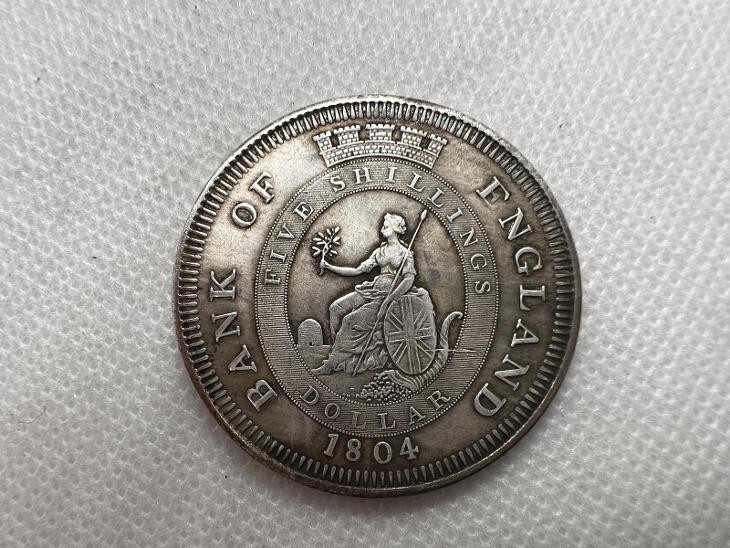 BANK OF ENGLAND
FIVE SHILLINGS
DOLLAR
1804